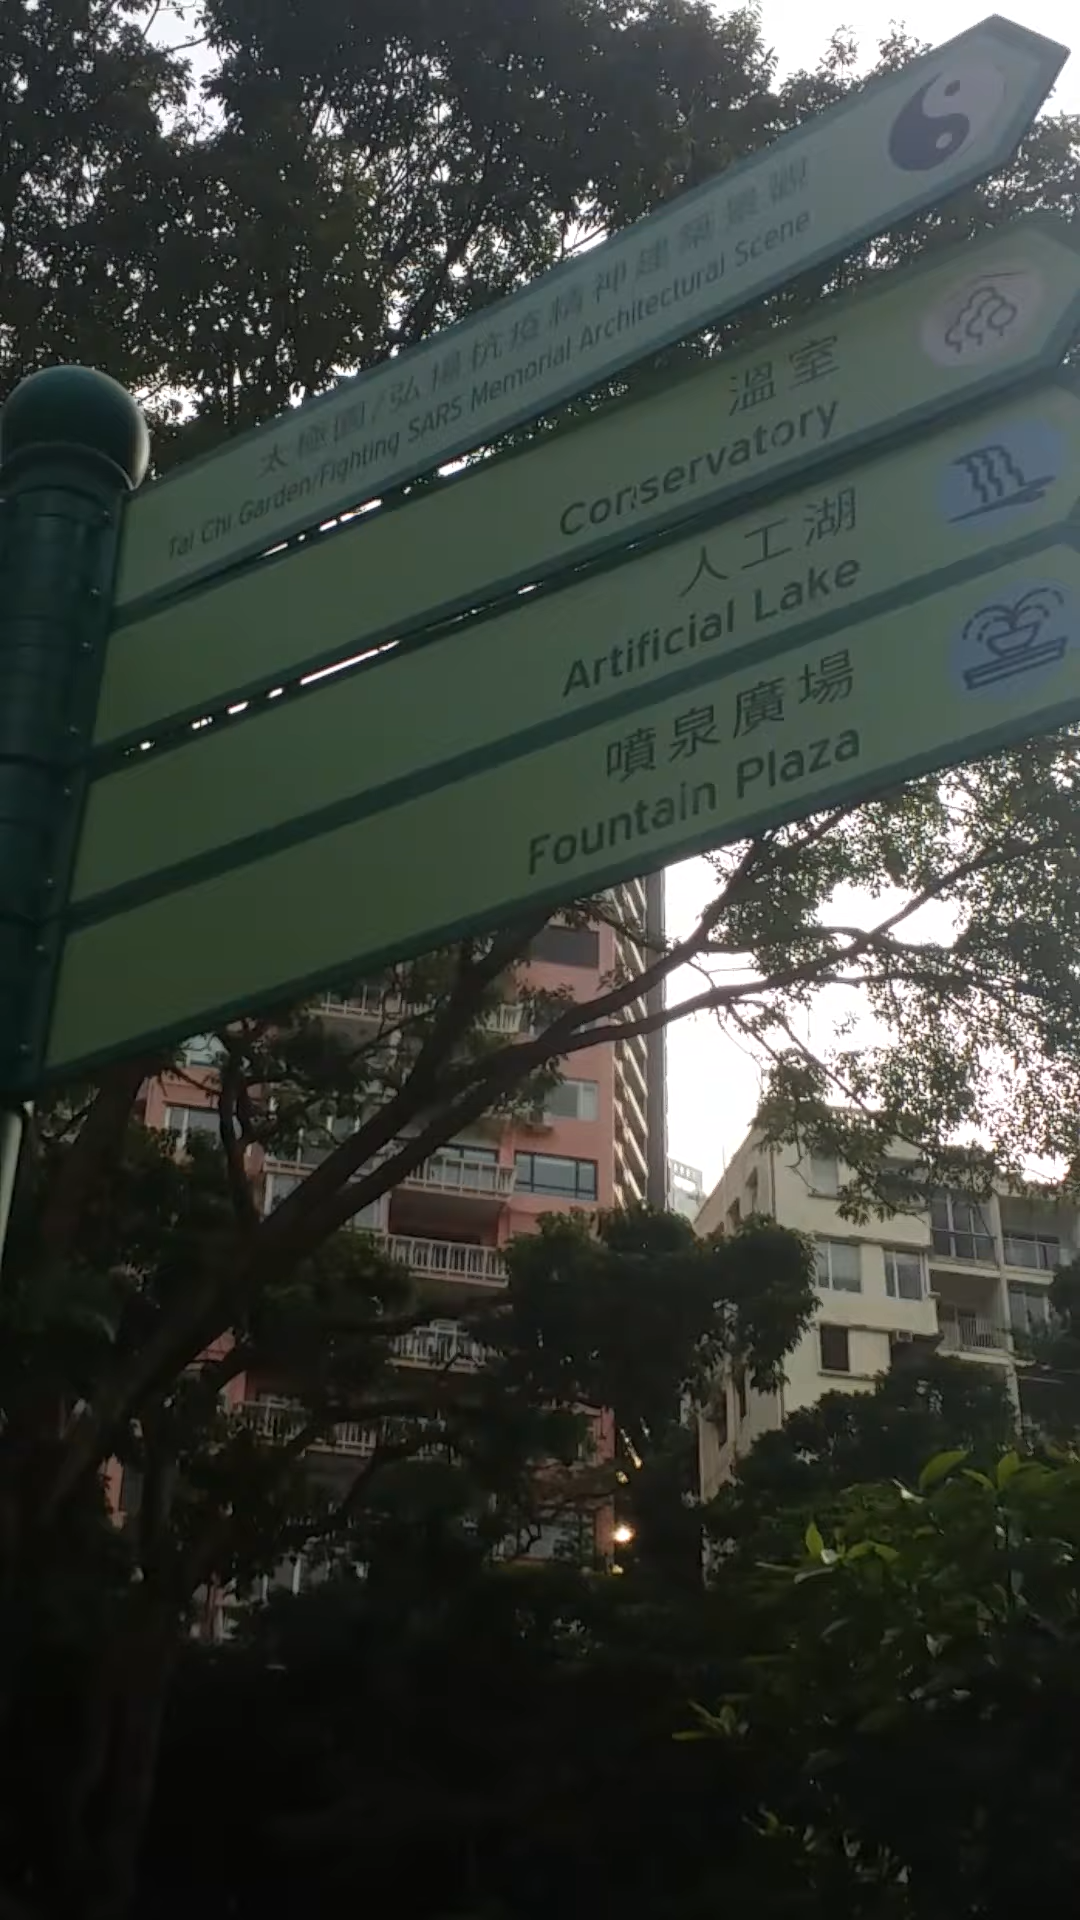 太極園/弘揚抗疫精神建築景觀
Tai Chi Garden/Fighting SARS Memorial Architectural Scene
溫室
Conservatory
人工湖
Artificial Lake
噴泉廣場
Fountain Plaza